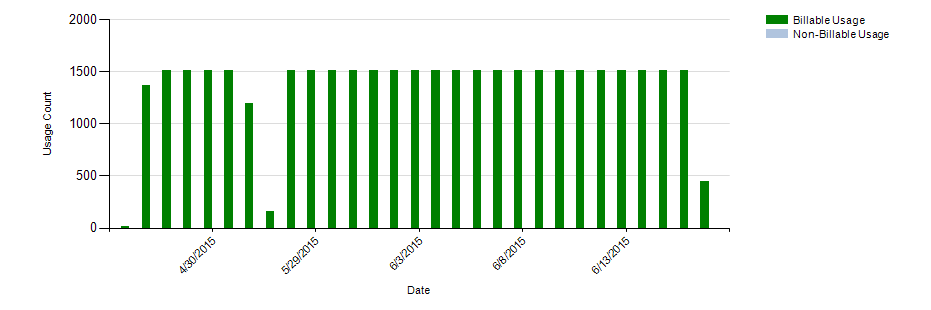 2000
1500
1000
500
0
Usage Count
4/30/2015
5/29/2015
6/3/2015
6/8/2015
6/13/2015
Date
Billable Usage
Non-Billable Usage